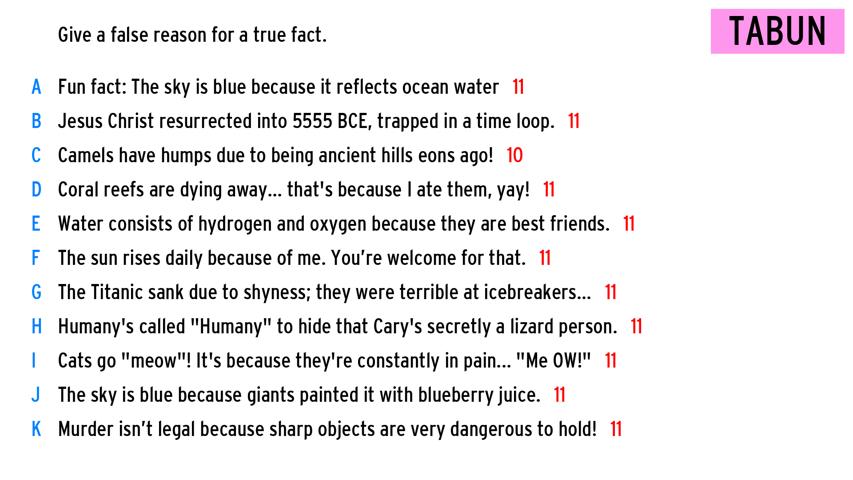 Give a false reason for a true fact.
TABUN
A Fun fact: The sky is blue because it reflects ocean water 11
B Jesus Christ resurrected into 5555 BCE, trapped in a time loop. 11
C Camels have humps due to being ancient hills eons ago! 10
D Coral reefs are dying away... that's because I ate them, yay! 11
E Water consists of hydrogen and oxygen because they are best friends. 11
F The sun rises daily because of me. You’re welcome for that. 11
G The Titanic sank due to shyness; they were terrible at icebreakers... 11
H Humany's called "Humany" to hide that Cary's secretly a lizard person. 11
I Cats go "meow"! It's because they're constantly in pain... "Me OW!" 11
J The sky is blue because giants painted it with blueberry juice. 11
K Murder isn’t legal because sharp objects are very dangerous to hold! 11